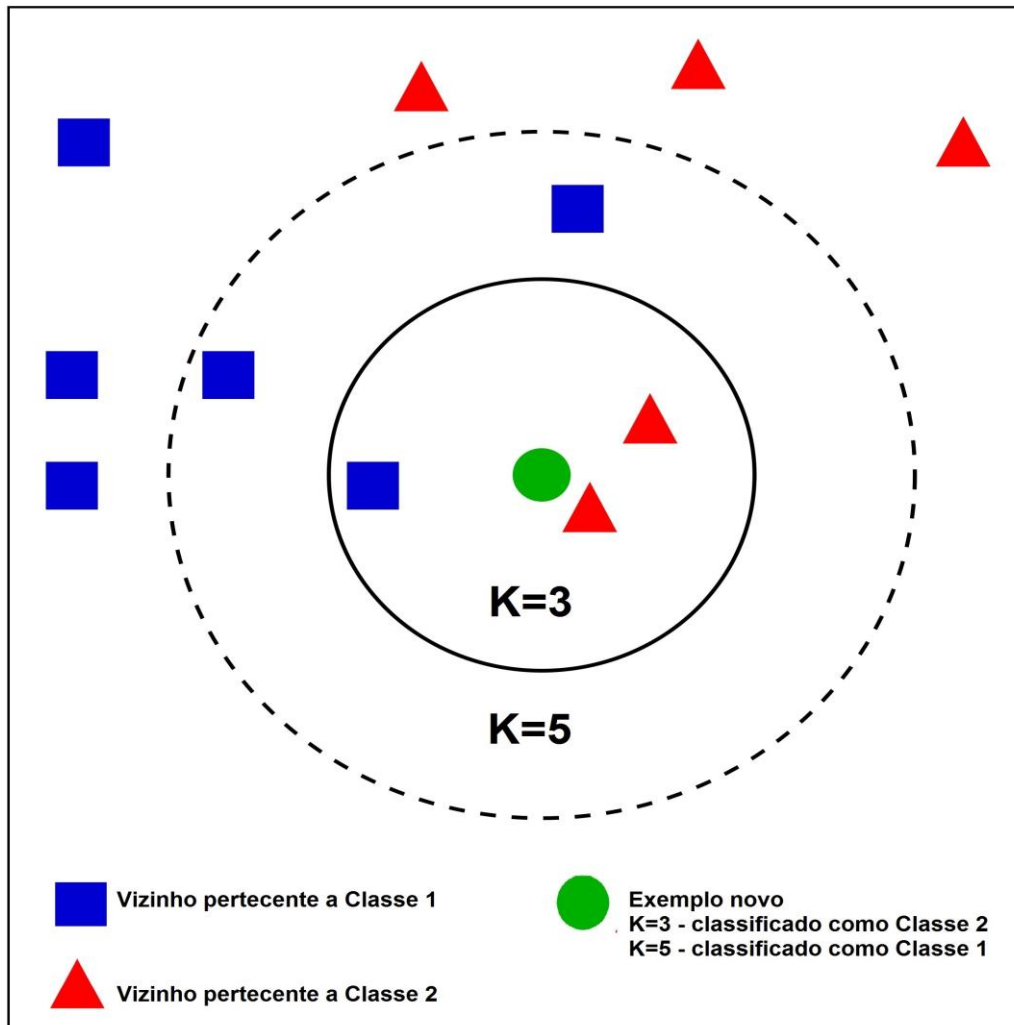 K=3
K=5
Vizinho pertecente a Classe 1
Exemplo novo
K=3 - classificado como Classe 2
K=5 - classificado como Classe 1
Vizinho pertecente a Classe 2